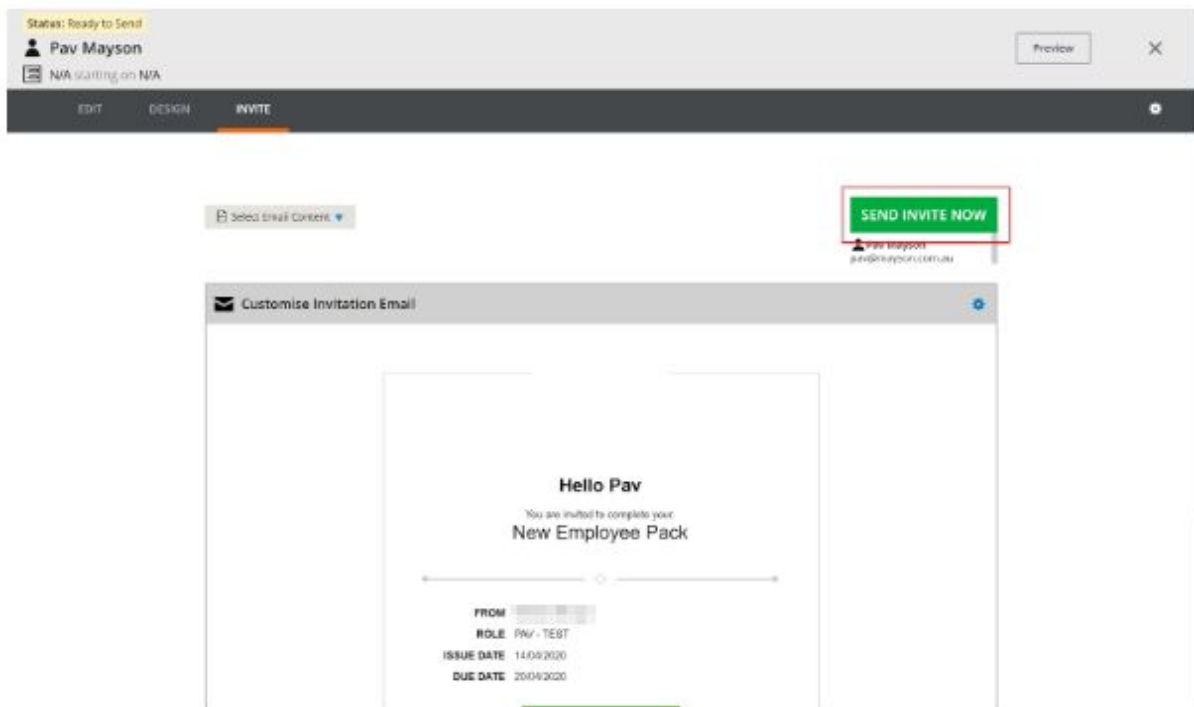 Status: Ready to Send
Pav Mayson
Preview
N/A starting on N/A
EDIT DESIGN INVITE
Select Email Content
SEND INVITE NOW
Pav Mayson
pav@mayson.com.au
Customise Invitation Email
Hello Pav
You are invited to complete your:
New Employee Pack
FROM
ROLE PAV - TEST
ISSUE DATE 14/04/2020
DUE DATE 20/04/2020